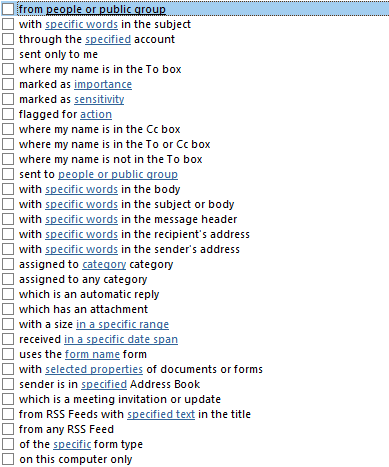 from people or public group
with specific words in the subject
through the specified account
sent only to me
where my name is in the To box
marked as importance
marked as sensitivity
flagged for action
where my name is in the Cc box
where my name is in the To or Cc box
where my name is not in the To box
sent to people or public group
with specific words in the body
with specific words in the subject or body
with specific words in the message header
with specific words in the recipient's address
with specific words in the sender's address
assigned to category category
assigned to any category
which is an automatic reply
which has an attachment
with a size in a specific range
received in a specific date span
uses the form name form
with selected properties of documents or forms
sender is in specified Address Book
which is a meeting invitation or update
from RSS Feeds with specified text in the title
from any RSS Feed
of the specific form type
on this computer only